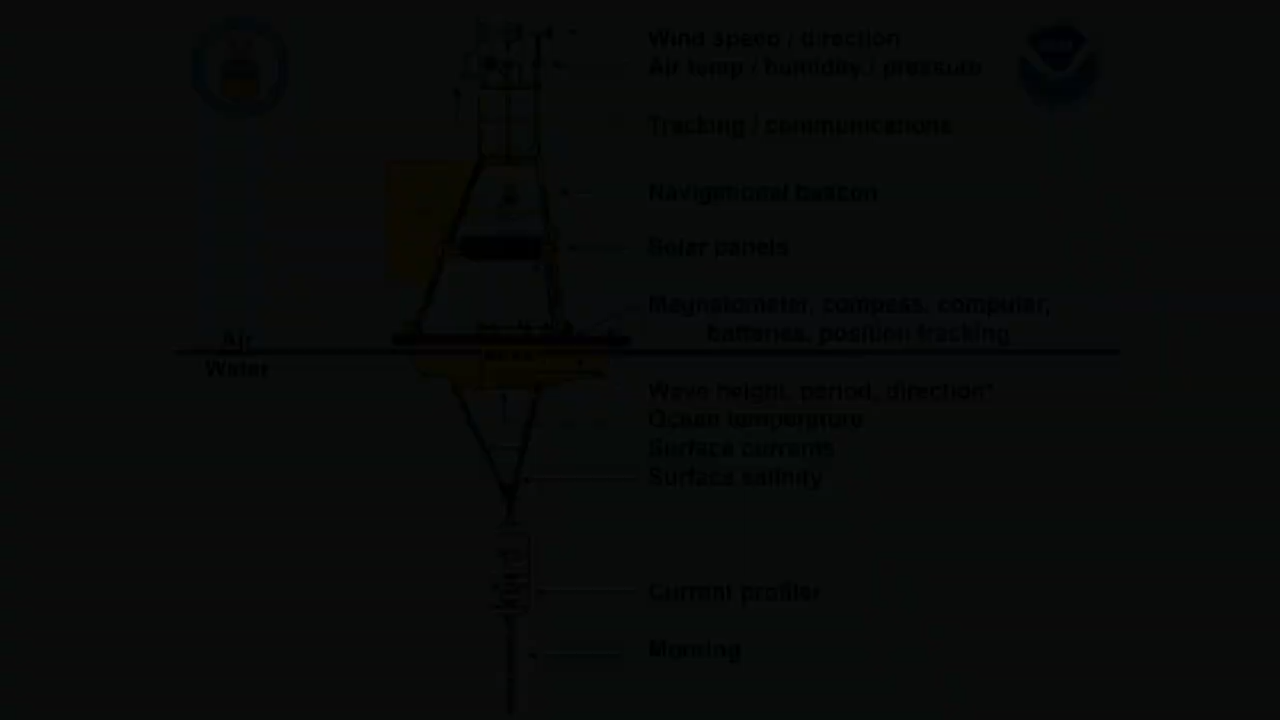 Wind speed / direction
Air temp / humidity / pressure
Tracking / communications
Navigational beacon
Solar panels
Magnetometer, compass, computer,
batteries, position tracking
Air
Water
Wave height, period, direction*
Ocean temperature
Surface currents
Surface salinity
Current profiler
Mooring